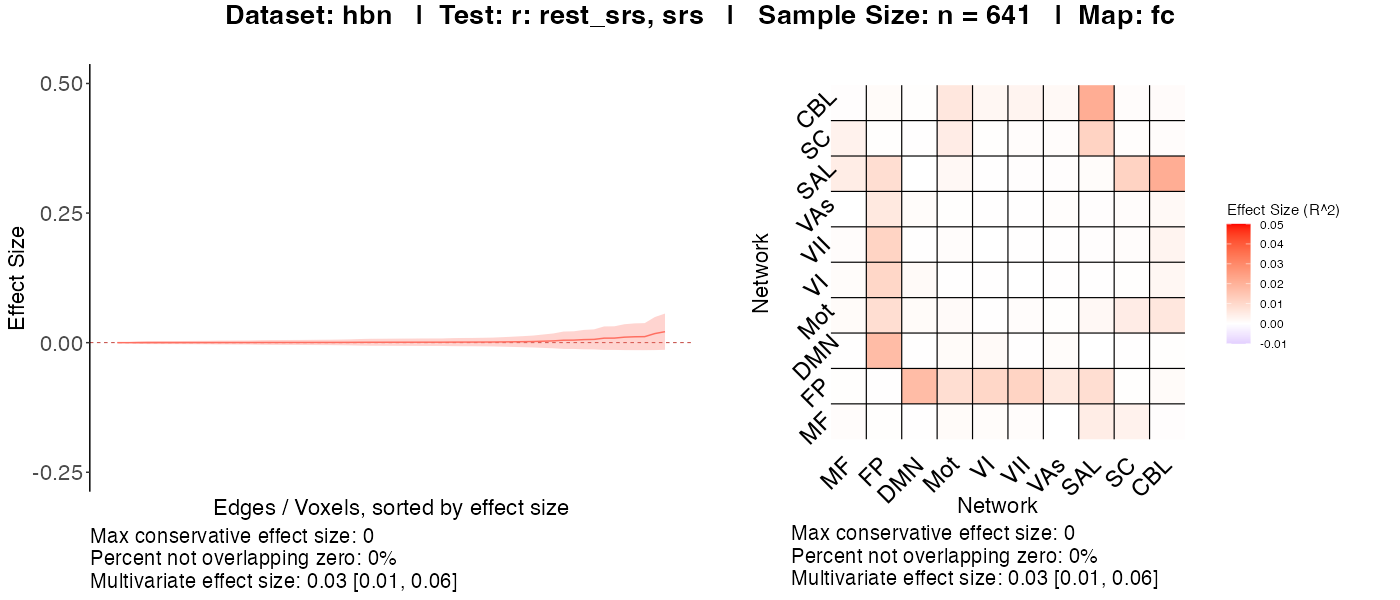 Dataset: hbn | Test: r: rest_srs, srs | Sample Size: n = 641 | Map: fc
0.50
0.25
0.00
-0.25
Effect Size
Edges / Voxels, sorted by effect size
Max conservative effect size: 0
Percent not overlapping zero: 0%
Multivariate effect size: 0.03 [0.01, 0.06]
Network
CBL
SC
SAL
VAs
VII
VI
Mot
DMN
FP
MF
MF FP DMN Mot VI VII VAs SAL SC CBL
Network
Max conservative effect size: 0
Percent not overlapping zero: 0%
Multivariate effect size: 0.03 [0.01, 0.06]
Effect Size (R^2)
0.05
0.04
0.03
0.02
0.01
0.00
-0.01